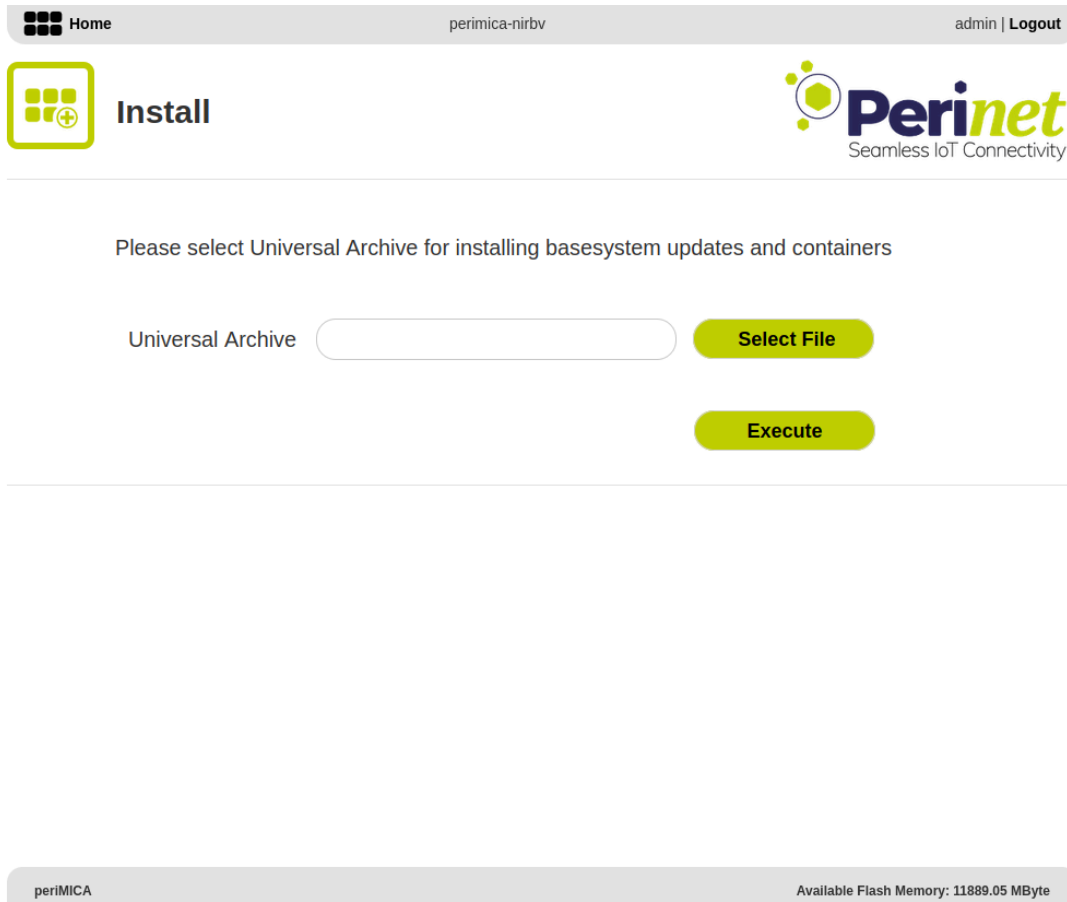 Home perimica-nirbv admin | Logout
Install
Perinet
Seamless IoT Connectivity
Please select Universal Archive for installing basesystem updates and containers
Universal Archive Select File
Execute
periMICA Available Flash Memory: 11889.05 MByte